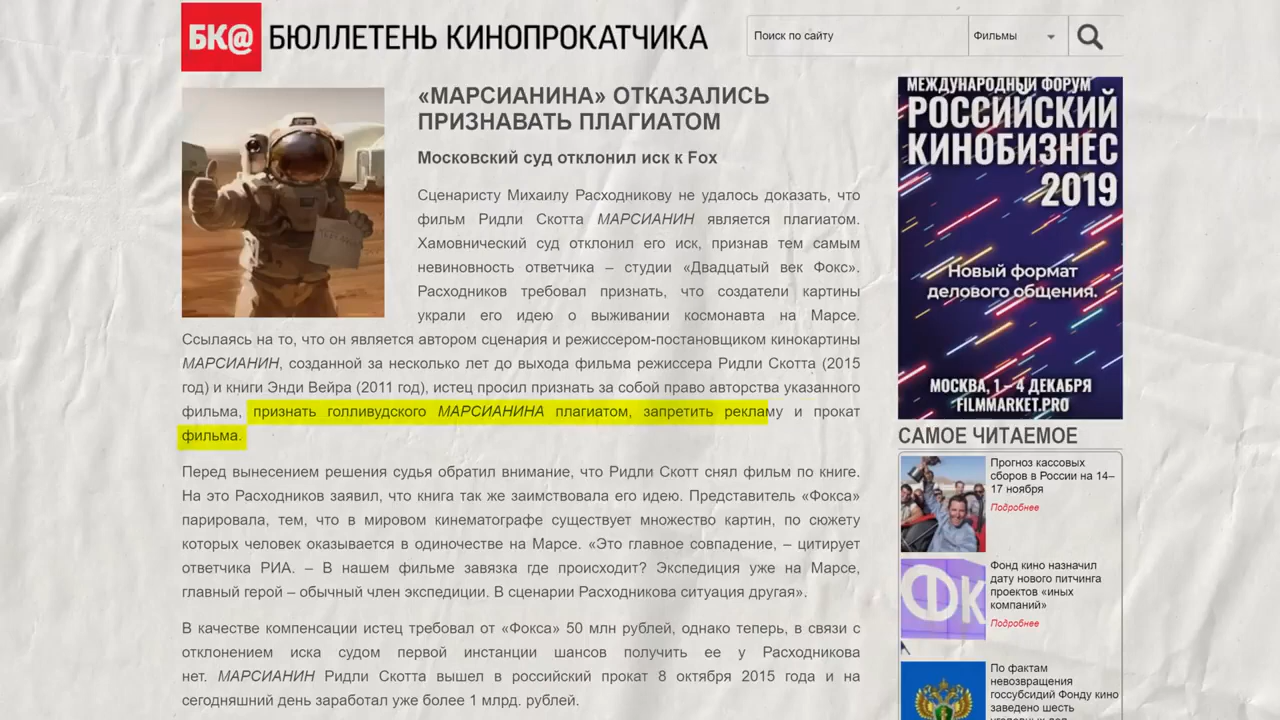 БК@ БЮЛЛЕТЕНЬ КИНОПРОКАТЧИКА
Поиск по сайту
Фильмы
«МАРСИАНИНА» ОТКАЗАЛИСЬ
ПРИЗНАВАТЬ ПЛАГИАТОМ
Московский суд отклонил иск к Fox
Сценаристу Михаилу Расходникову не удалось доказать, что
фильм Ридли Скотта МАРСИАНИН является плагиатом.
Хамовнический суд отклонил его иск, признав тем самым
невиновность ответчика – студии «Двадцатый век Фокс».
Расходников требовал признать, что создатели картины
украли его идею о выживании космонавта на Марсе.
Ссылаясь на то, что он является автором сценария и режиссером-постановщиком кинокартины
МАРСИАНИН, созданной за несколько лет до выхода фильма режиссера Ридли Скотта (2015
год) и книги Энди Вейра (2011 год), истец просил признать за собой право авторства указанного
фильма, признать голливудского МАРСИАНИНА плагиатом, запретить рекламу и прокат
фильма.
Перед вынесением решения судья обратил внимание, что Ридли Скотт снял фильм по книге.
На это Расходников заявил, что книга так же заимствовала его идею. Представитель «Фокса»
парировала, тем, что в мировом кинематографе существует множество картин, по сюжету
которых человек оказывается в одиночестве на Марсе. «Это главное совпадение, – цитирует
ответчика РИА. – В нашем фильме завязка где происходит? Экспедиция уже на Марсе,
главный герой – обычный член экспедиции. В сценарии Расходникова ситуация другая».
В качестве компенсации истец требовал от «Фокса» 50 млн рублей, однако теперь, в связи с
отклонением иска судом первой инстанции шансов получить ее у Расходникова
нет. МАРСИАНИН Ридли Скотта вышел в российский прокат 8 октября 2015 года и на
сегодняшний день заработал уже более 1 млрд. рублей.
МЕЖДУНАРОДНЫЙ ФОРУМ
РОССИЙСКИЙ
КИНОБИЗНЕС
2019
Новый формат
делового общения.
МОСКВА, 1 – 4 ДЕКАБРЯ
FILMMARKET.PRO
САМОЕ ЧИТАЕМОЕ
Прогноз кассовых
сборов в России на 14–
17 ноября
Подробнее
ФК
Фонд кино назначил
дату нового питчинга
проектов «иных
компаний»
Подробнее
По фактам
невозвращения
госсубсидий Фонду кино
заведено шесть